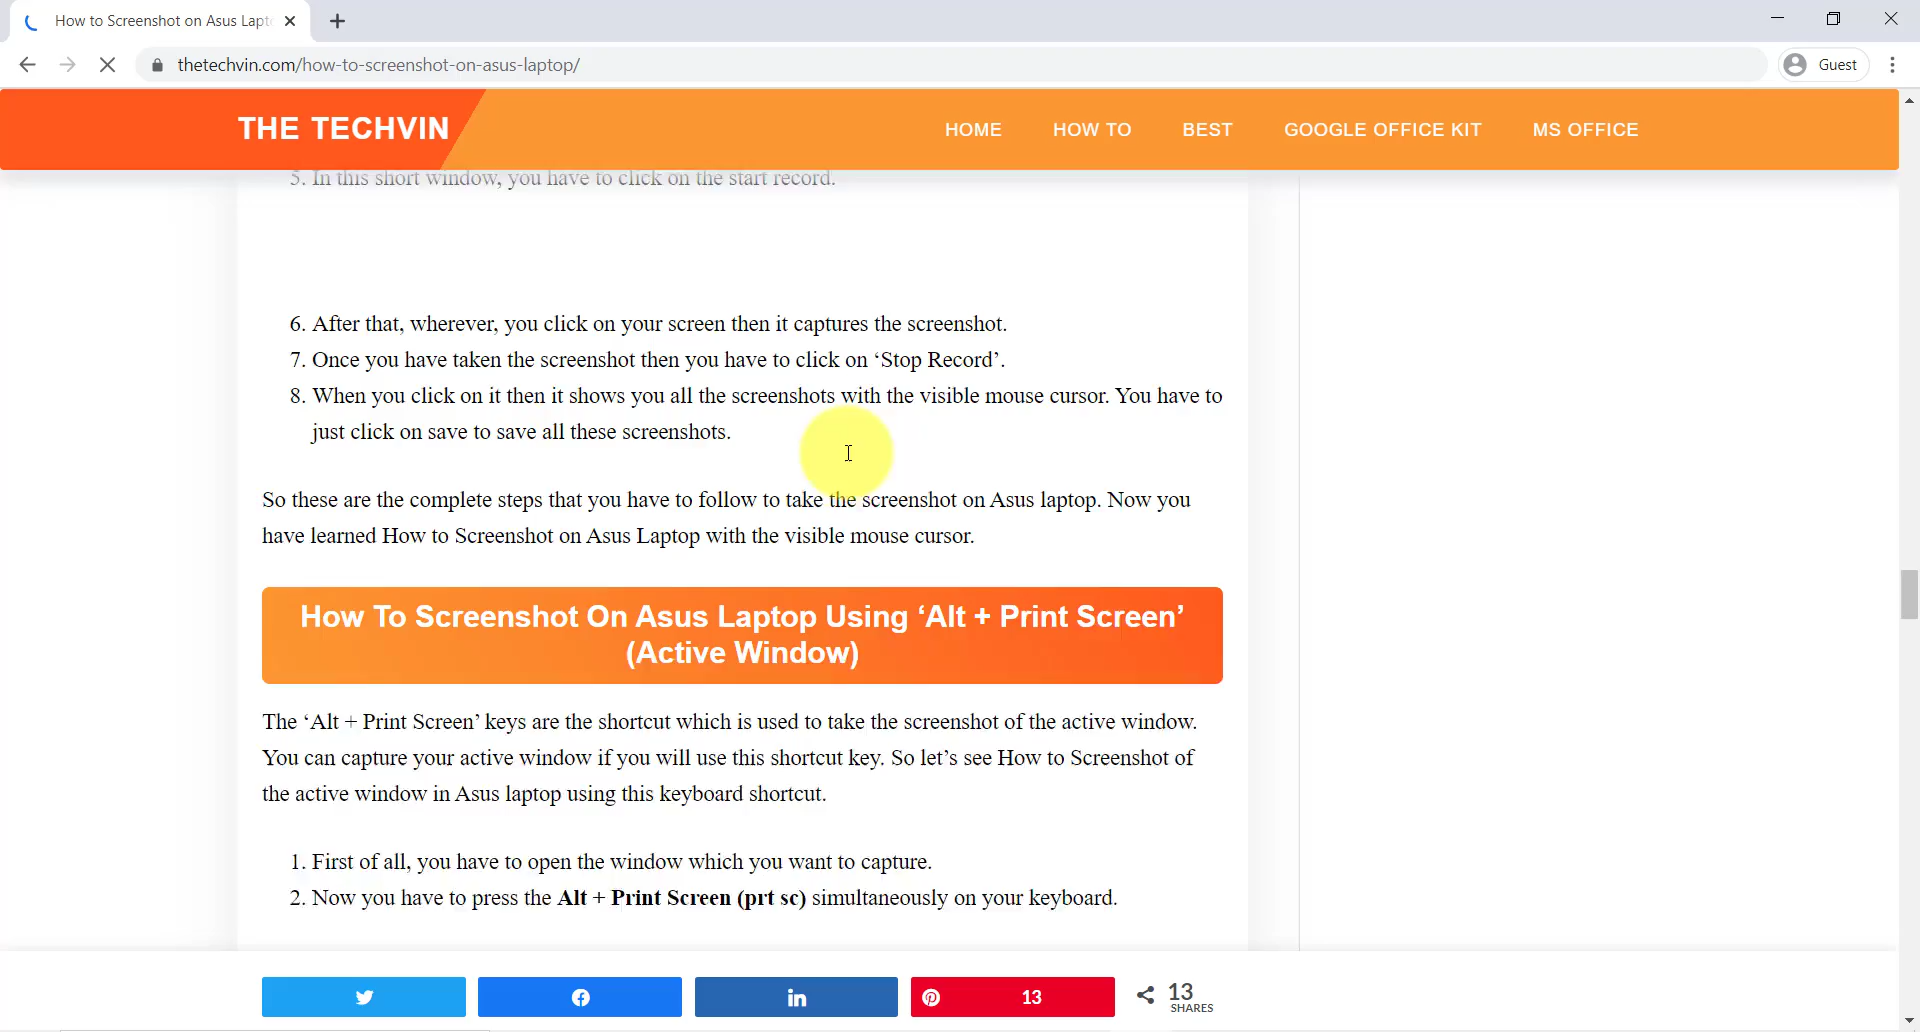 How to Screenshot on Asus Lapt
thetechvin.com/how-to-screenshot-on-asus-laptop/
Guest
THE TECHVIN
HOME
HOW TO
BEST
GOOGLE OFFICE KIT
MS OFFICE
5. In this short window, you have to click on the start record.
6. After that, wherever, you click on your screen then it captures the screenshot.
7. Once you have taken the screenshot then you have to click on ‘Stop Record’.
8. When you click on it then it shows you all the screenshots with the visible mouse cursor. You have to
just click on save to save all these screenshots.
So these are the complete steps that you have to follow to take the screenshot on Asus laptop. Now you
have learned How to Screenshot on Asus Laptop with the visible mouse cursor.
How To Screenshot On Asus Laptop Using ‘Alt + Print Screen’
(Active Window)
The ‘Alt + Print Screen’ keys are the shortcut which is used to take the screenshot of the active window.
You can capture your active window if you will use this shortcut key. So let’s see How to Screenshot of
the active window in Asus laptop using this keyboard shortcut.
1. First of all, you have to open the window which you want to capture.
2. Now you have to press the Alt + Print Screen (prt sc) simultaneously on your keyboard.
13
13
SHARES